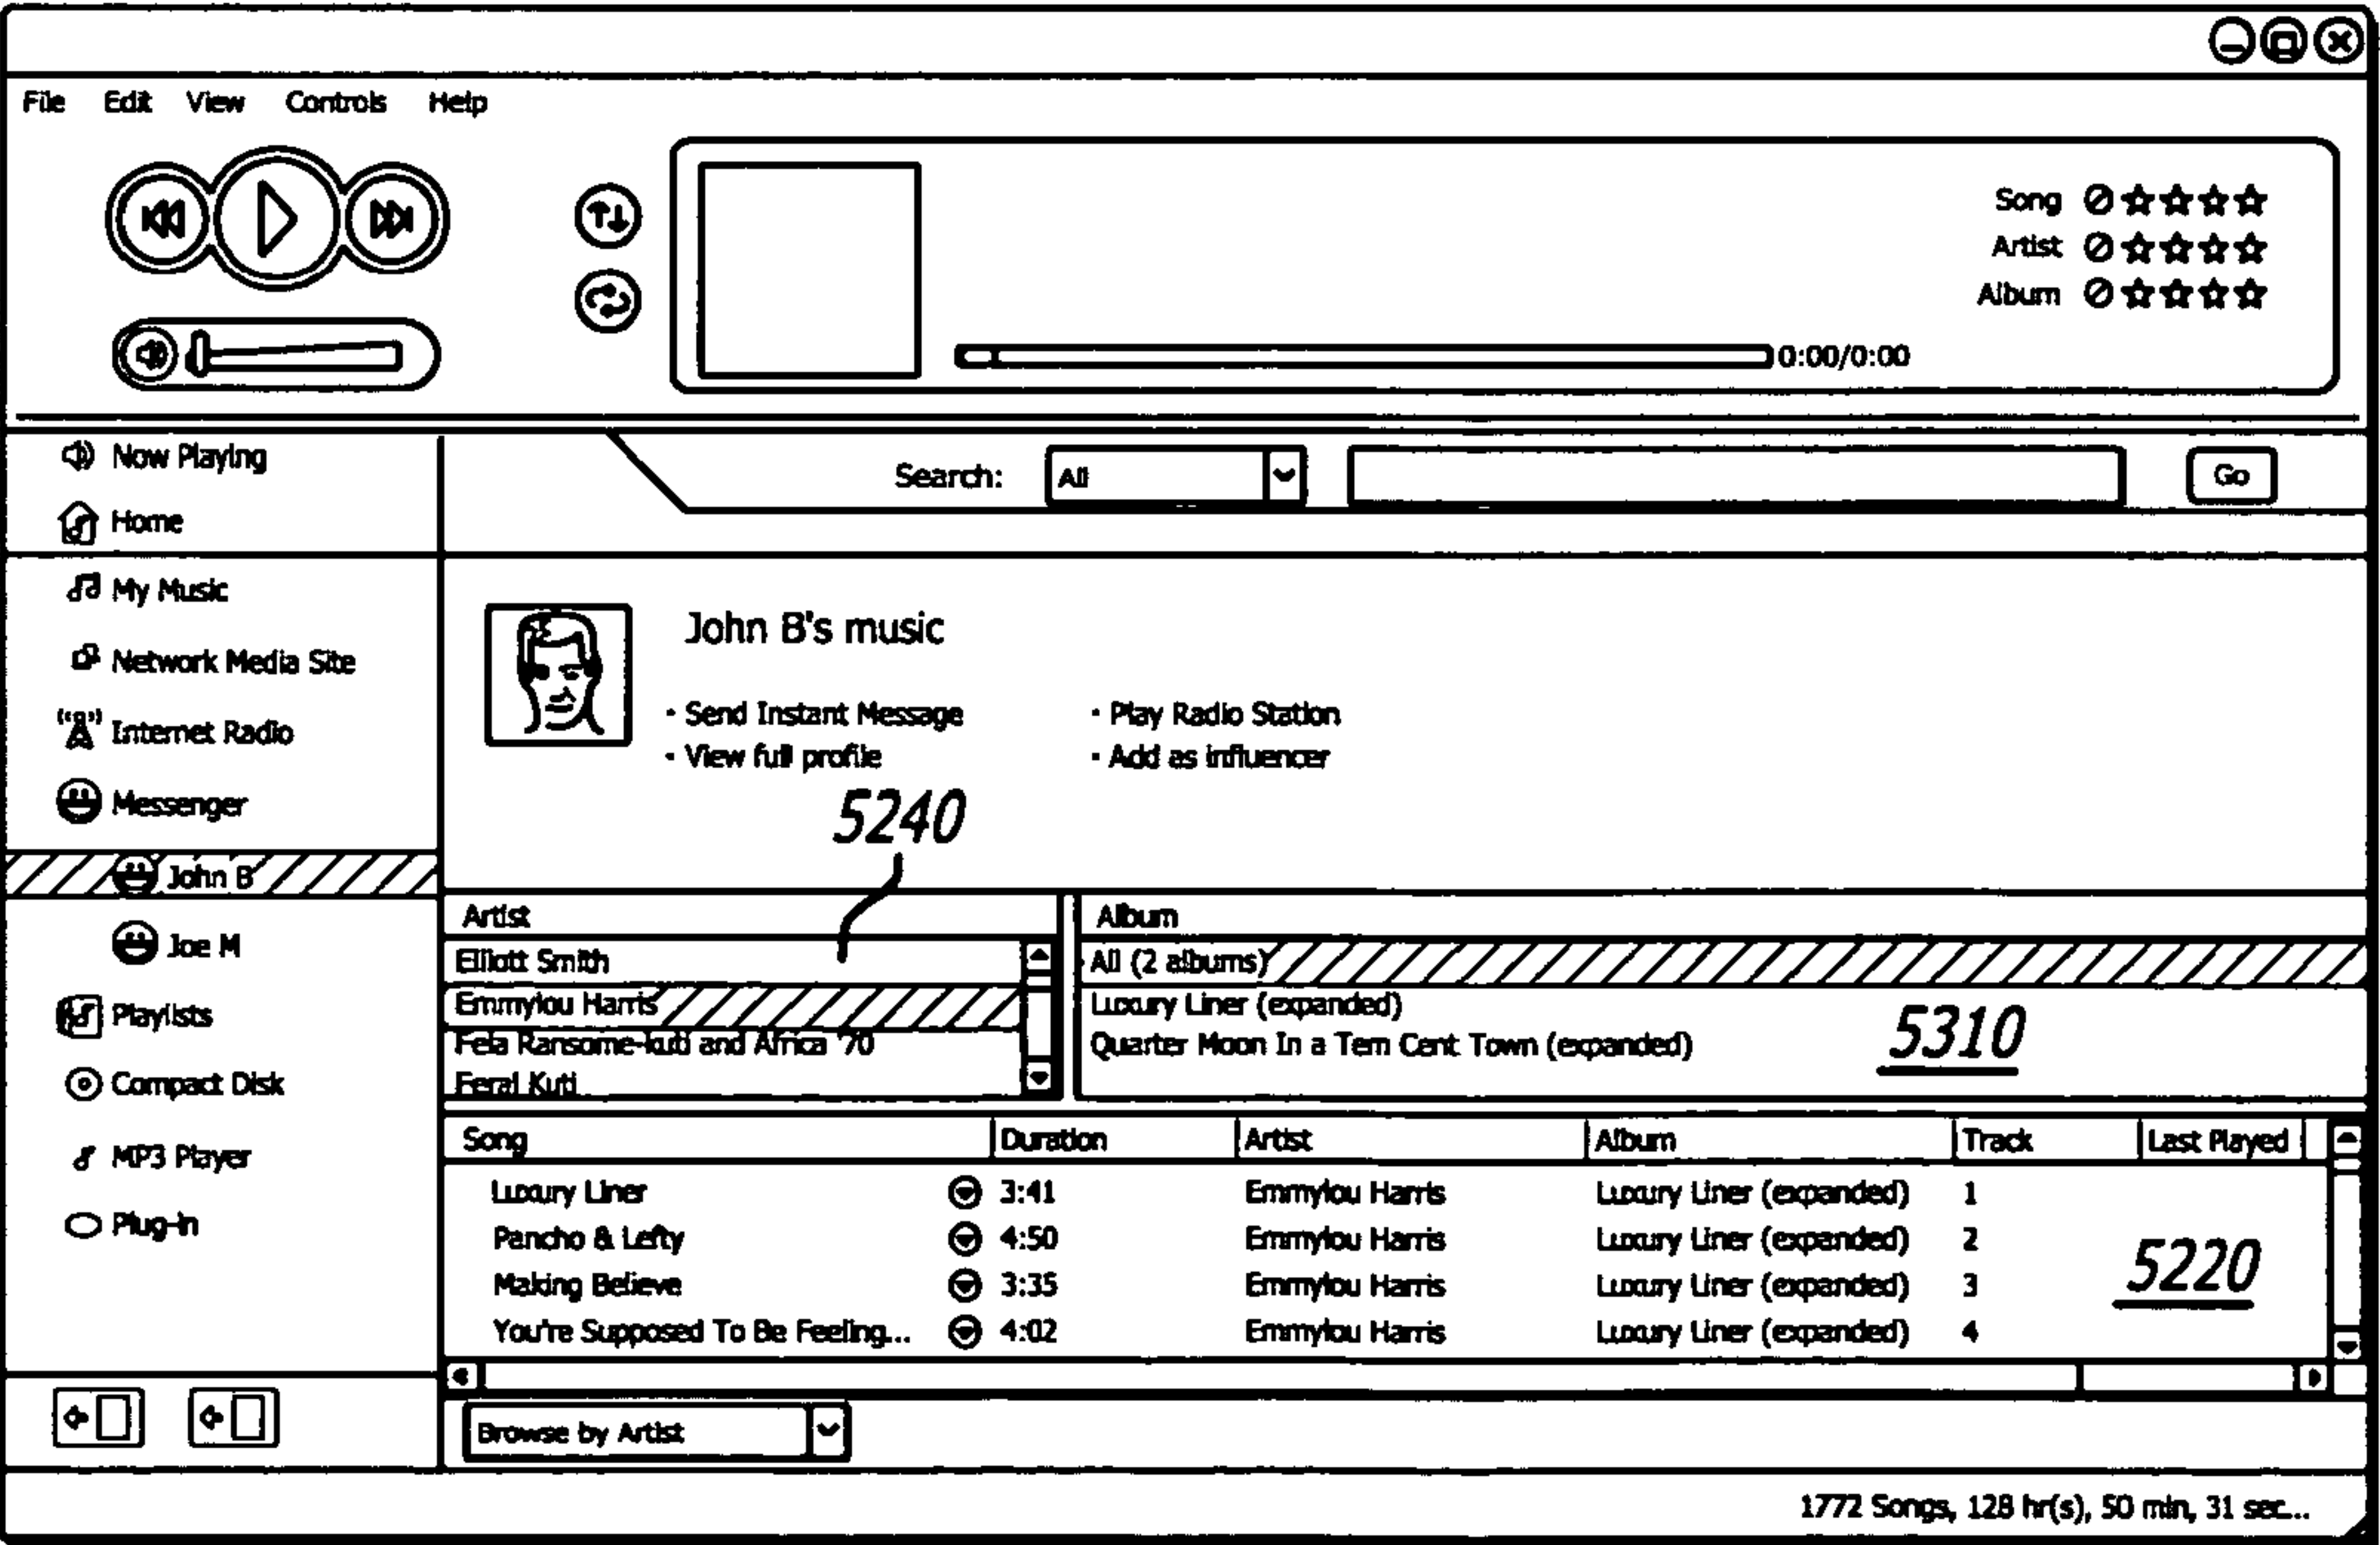 File Edit View Controls Help
Song
Artist
Album
0:00/0:00
Now Playing
Home
Search: All Go
My Music
Network Media Site
Internet Radio
Messenger
John B
Joe M
Playlists
Compact Disk
MP3 Player
Plug-in
John B's music
· Send Instant Message · Play Radio Station
· View full profile · Add as influencer
5240
Artist Album
Elliott Smith All (2 albums)
Emmylou Harris Luxury Liner (expanded)
Fela Ransome-kuti and Africa '70 Quarter Moon In a Tem Cent Town (expanded)
Feral Kuti
5310
Song Duration Artist Album Track Last Played
Luxury Liner 3:41 Emmylou Harris Luxury Liner (expanded) 1
Pancho & Lefty 4:50 Emmylou Harris Luxury Liner (expanded) 2
Making Believe 3:35 Emmylou Harris Luxury Liner (expanded) 3
You're Supposed To Be Feeling... 4:02 Emmylou Harris Luxury Liner (expanded) 4
5220
Browse by Artist
1772 Songs, 128 hr(s), 50 min, 31 sec...